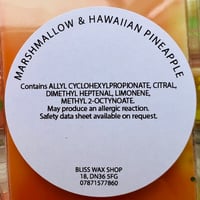 MARSHMALLOW & HAWAIIAN PINEAPPLE
Contains ALLYL CYCLOHEXYLPROPIONATE, CITRAL,
DIMETHYL HEPTENAL, LIMONENE,
METHYL 2-OCTYNOATE.
May produce an allergic reaction.
Safety data sheet available on request.
BLISS WAX SHOP
18, DN36 5FG
07871577860